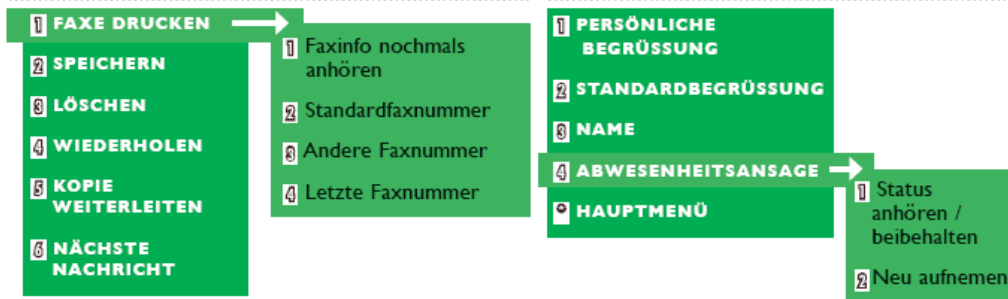 1 FAXE DRUCKEN
2 SPEICHERN
3 LÖSCHEN
4 WIEDERHOLEN
5 KOPIE
WEITERLEITEN
6 NÄCHSTE
NACHRICHT
1 Faxinfo nochmals
anhören
2 Standardfaxnummer
3 Andere Faxnummer
4 Letzte Faxnummer
1 PERSÖNLICHE
BEGRÜSSUNG
2 STANDARDBEGRÜSSUNG
3 NAME
4 ABWESENHEITSANSAGE
* HAUPTMENÜ
1 Status
anhören /
beibehalten
2 Neu aufnemen